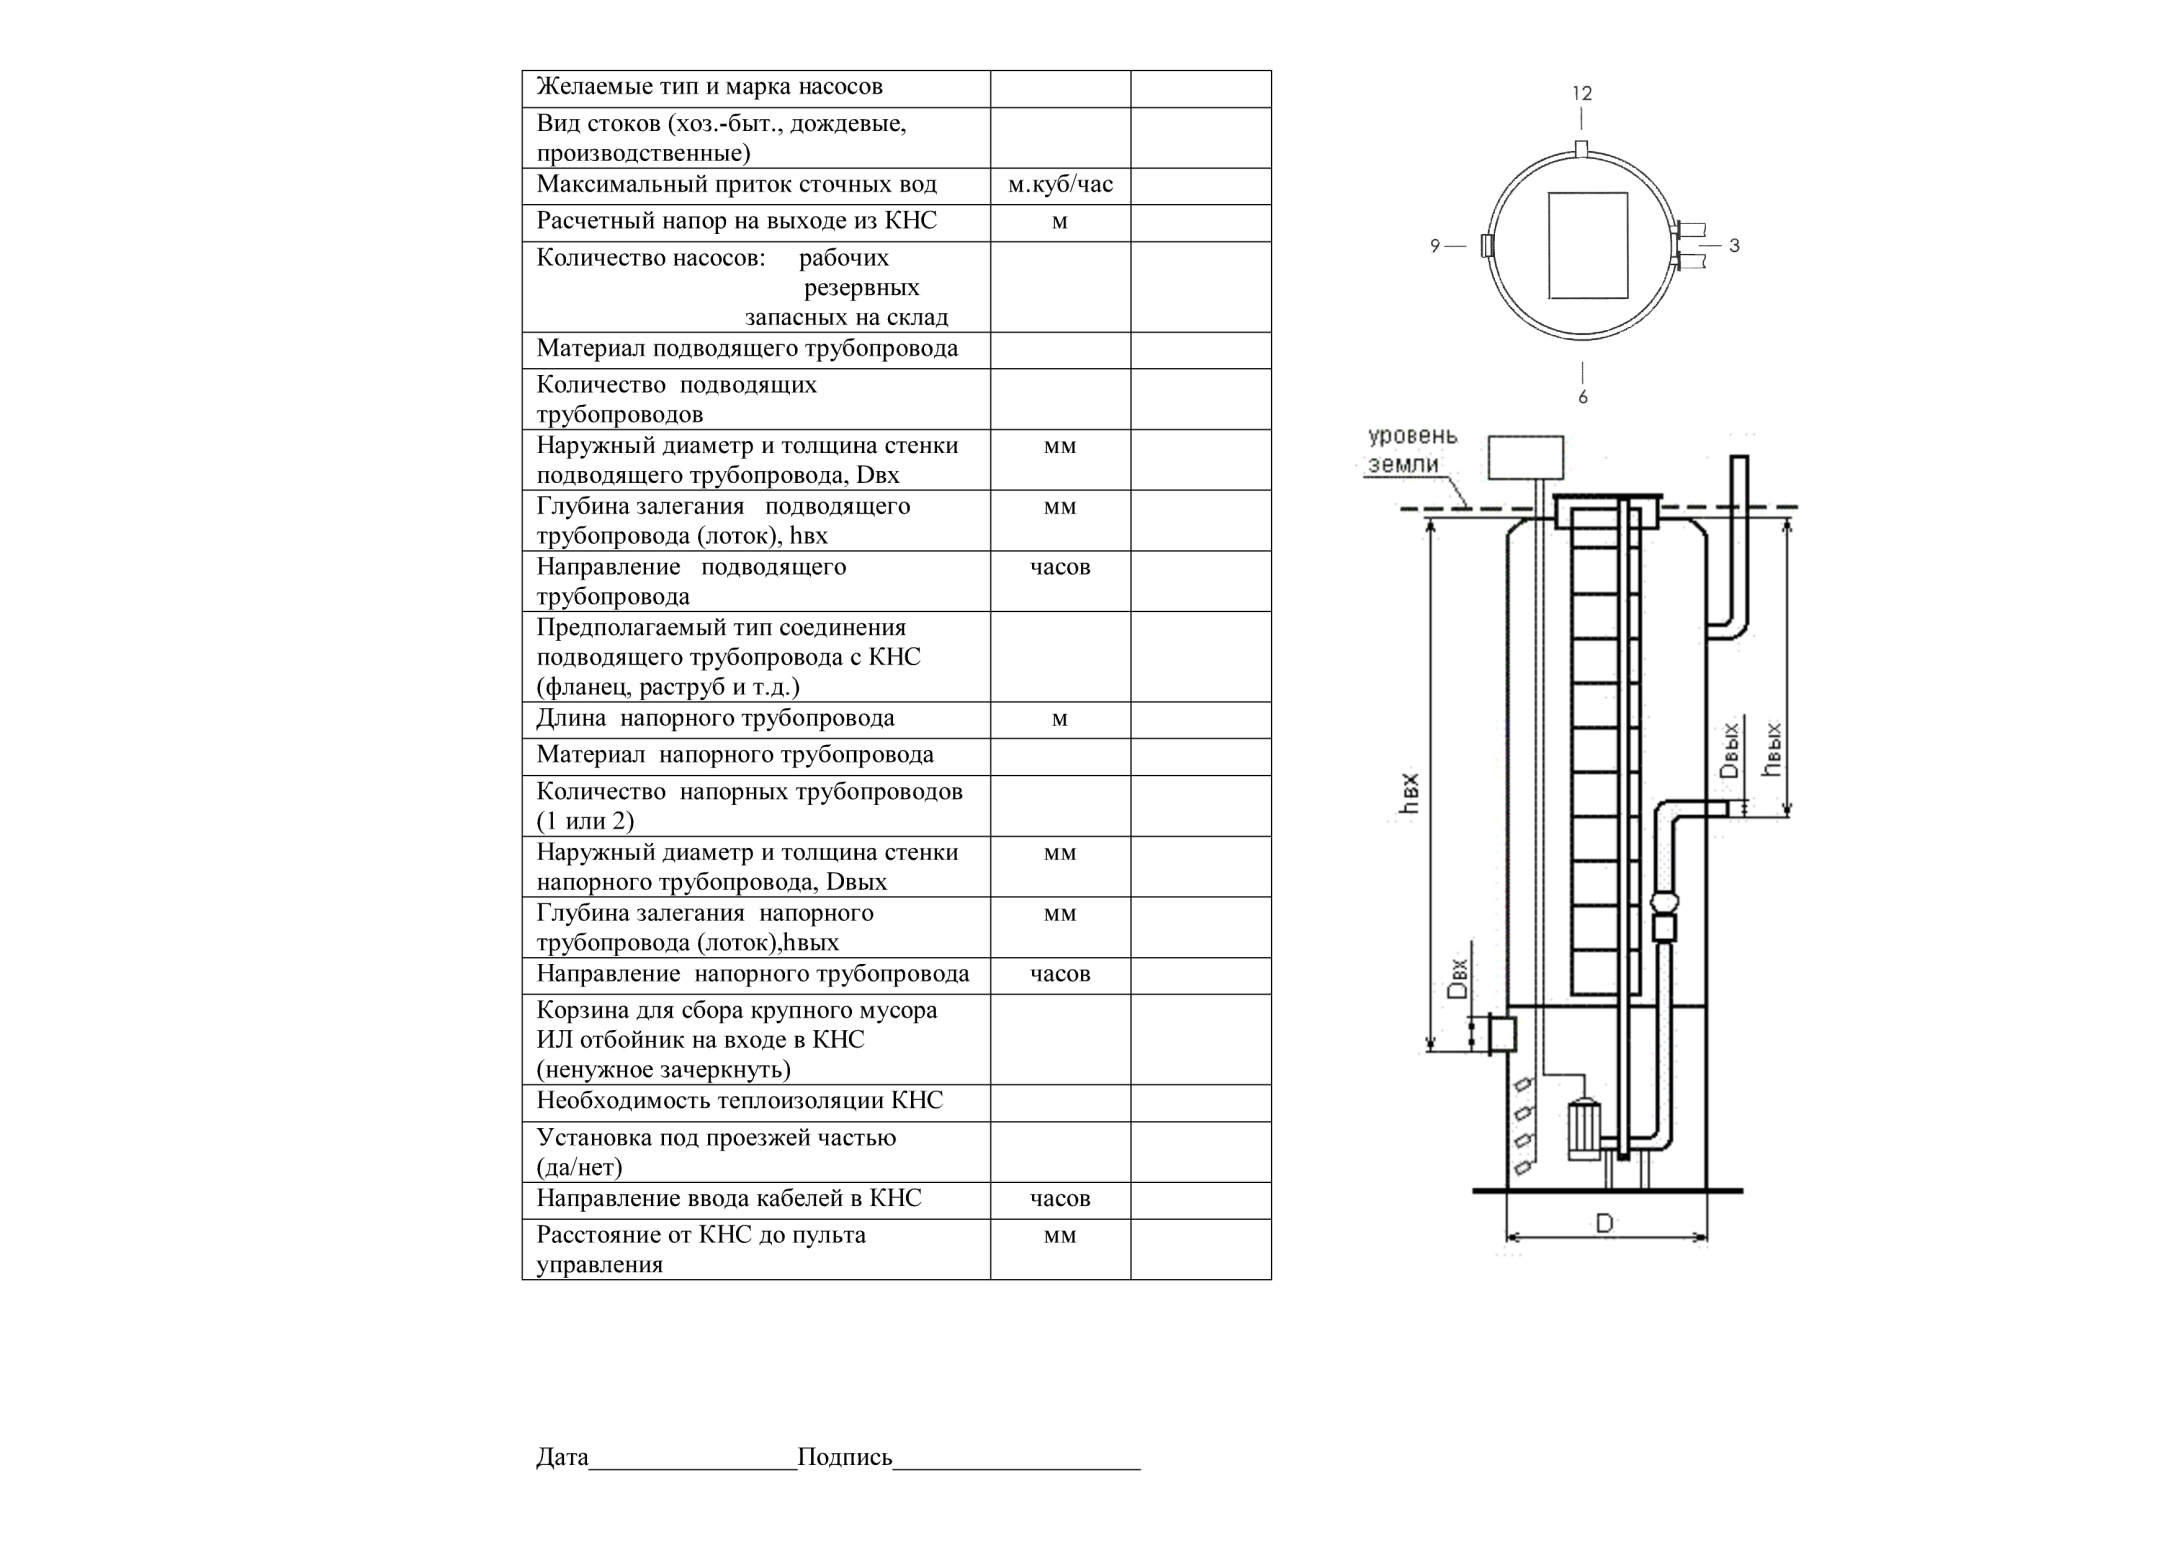 Желаемые тип и марка насосов
Вид стоков (хоз.-быт., дождевые,
производственные)
Максимальный приток сточных вод м.куб/час
Расчетный напор на выходе из КНС м
Количество насосов: рабочих
резервных
запасных на склад
Материал подводящего трубопровода
Количество подводящих
трубопроводов
Наружный диаметр и толщина стенки мм
подводящего трубопровода, Dвх
Глубина залегания подводящего мм
трубопровода (лоток), hвх
Направление подводящего часов
трубопровода
Предполагаемый тип соединения
подводящего трубопровода с КНС
(фланец, раструб и т.д.)
Длина напорного трубопровода м
Материал напорного трубопровода
Количество напорных трубопроводов
(1 или 2)
Наружный диаметр и толщина стенки мм
напорного трубопровода, Dвых
Глубина залегания напорного мм
трубопровода (лоток),hвых
Направление напорного трубопровода часов
Корзина для сбора крупного мусора
ИЛ отбойник на входе в КНС
(ненужное зачеркнуть)
Необходимость теплоизоляции КНС
Установка под проезжей частью
(да/нет)
Направление ввода кабелей в КНС часов
Расстояние от КНС до пульта мм
управления
Дата________________Подпись___________________
12
9
3
6
уровень
земли
hвх
Dвых
hвых
Dвх
D